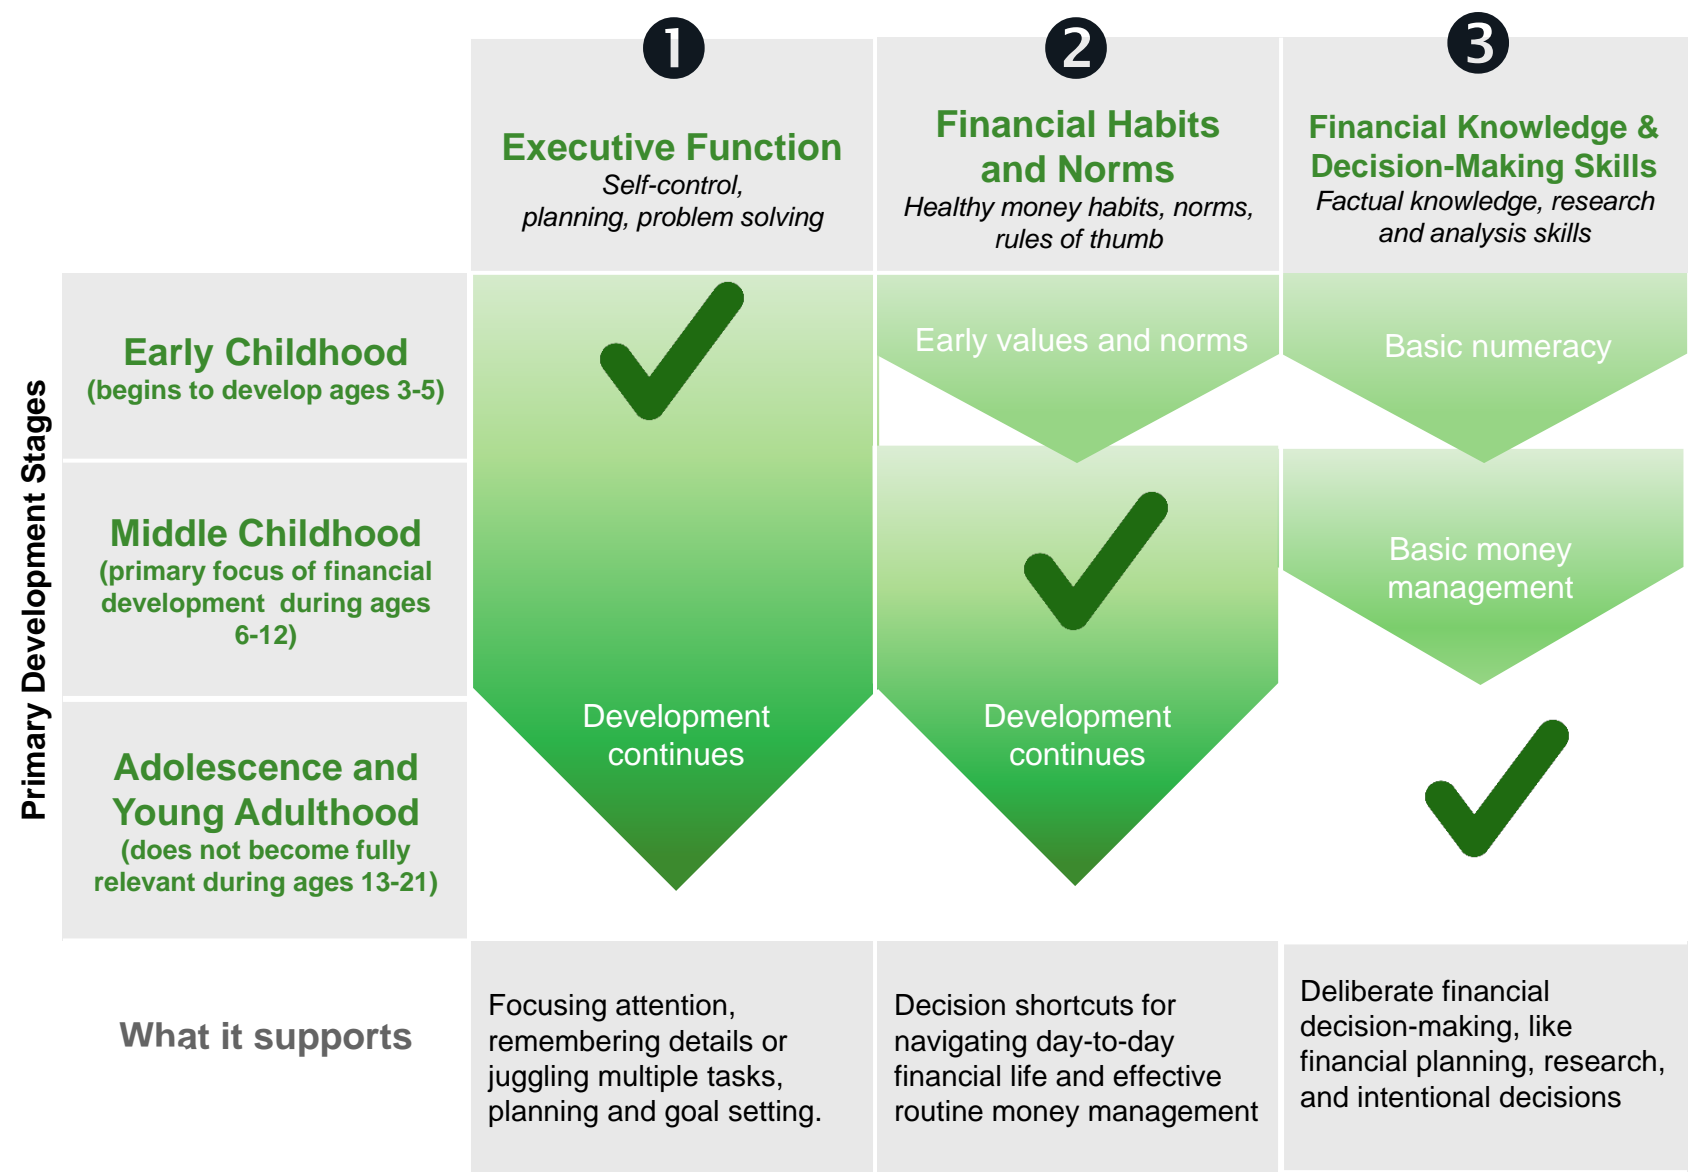 1
Executive Function
Self-control,
planning, problem solving
2
Financial Habits
and Norms
Healthy money habits, norms,
rules of thumb
3
Financial Knowledge &
Decision-Making Skills
Factual knowledge, research
and analysis skills
Primary Development Stages
Early Childhood
(begins to develop ages 3-5)
Early values and norms
Basic numeracy
Middle Childhood
(primary focus of financial
development during ages
6-12)
Basic money
management
Adolescence and
Young Adulthood
(does not become fully
relevant during ages 13-21)
Development
continues
Development
continues
What it supports
Focusing attention,
remembering details or
juggling multiple tasks,
planning and goal setting.
Decision shortcuts for
navigating day-to-day
financial life and effective
routine money management
Deliberate financial
decision-making, like
financial planning, research,
and intentional decisions